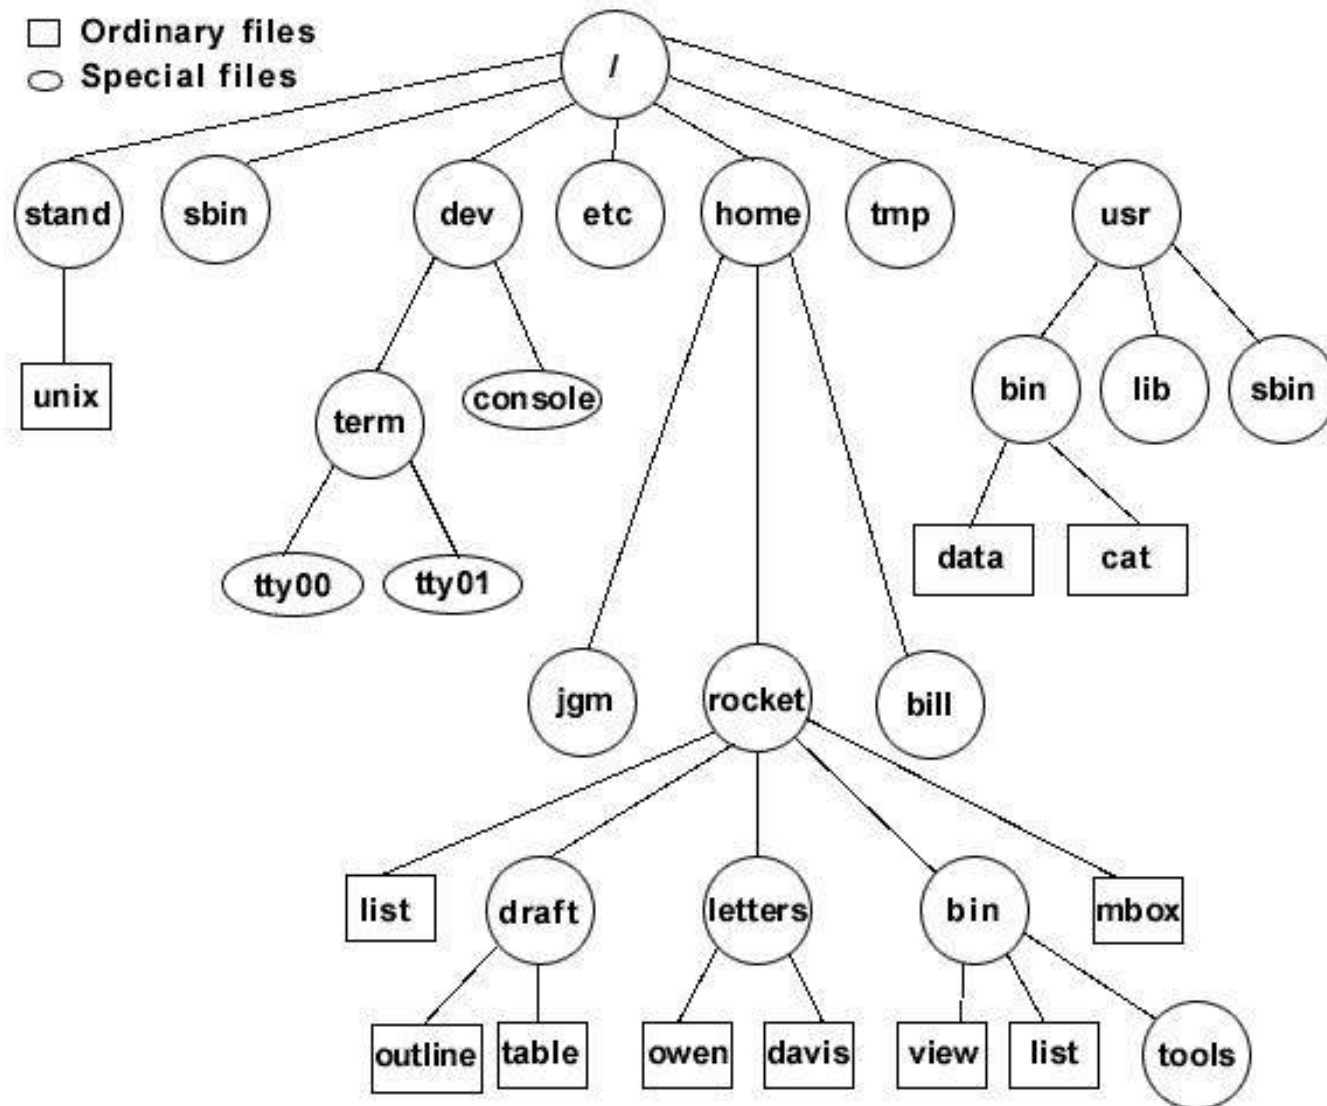 Ordinary files
Special files
/
stand sbin dev etc home tmp usr
unix term console bin lib sbin
tty00 tty01 data cat
jgm rocket bill
list draft letters bin mbox
outline table owen davis view list tools